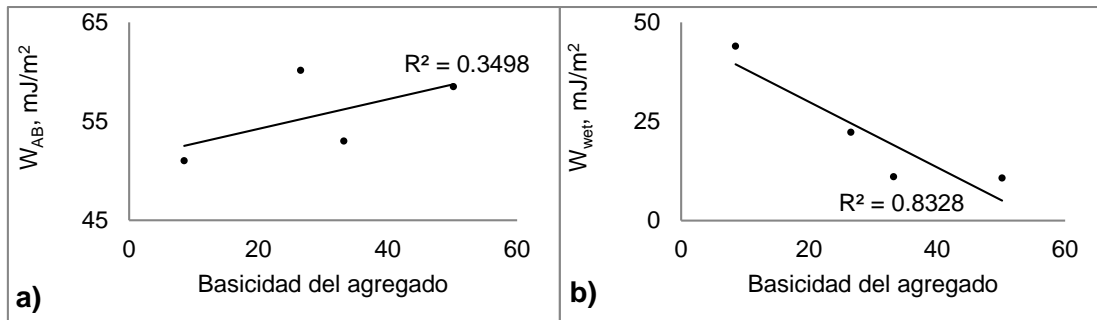 65
55
45
W_AB, mJ/m²
R² = 0.3498
0
20
40
60
Basicidad del agregado
a)
50
25
0
W_wet, mJ/m²
R² = 0.8328
0
20
40
60
Basicidad del agregado
b)